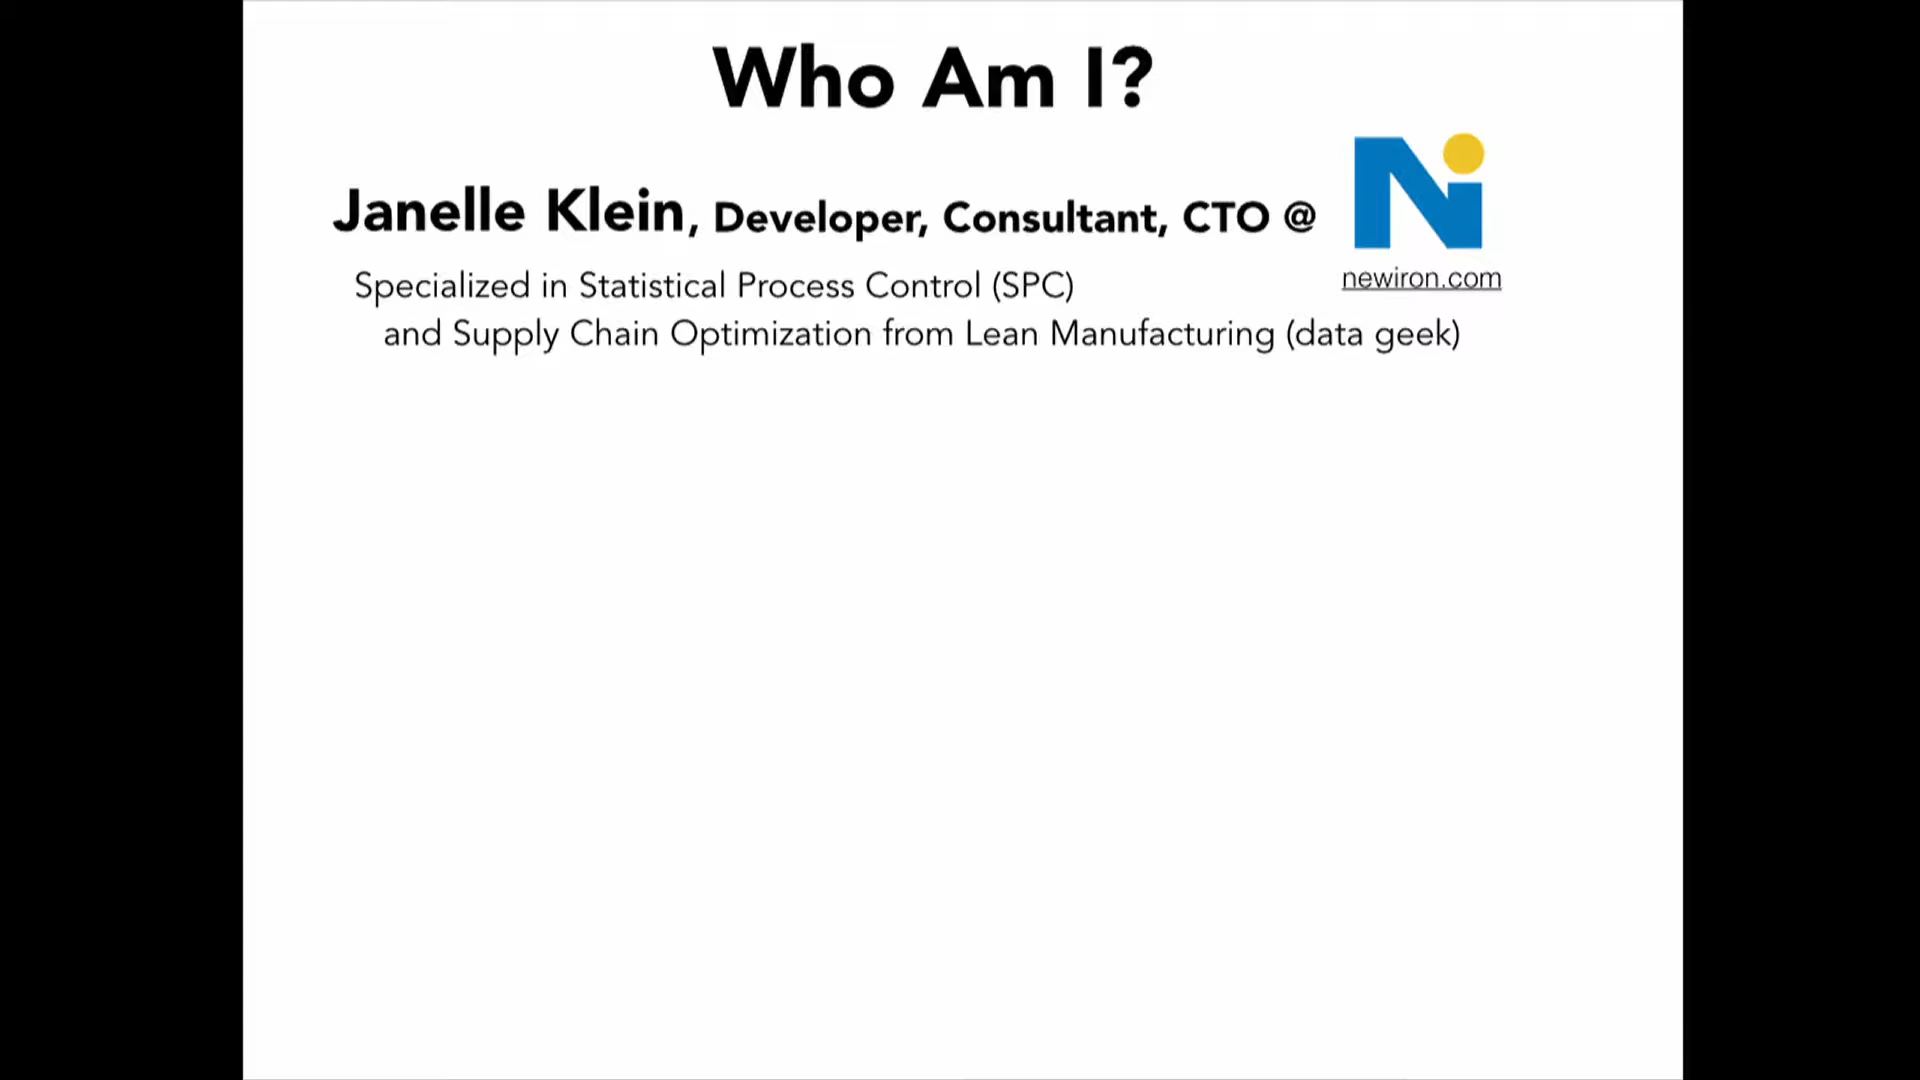 Who Am I?
Janelle Klein, Developer, Consultant, CTO @
Ni
newiron.com
Specialized in Statistical Process Control (SPC)
and Supply Chain Optimization from Lean Manufacturing (data geek)